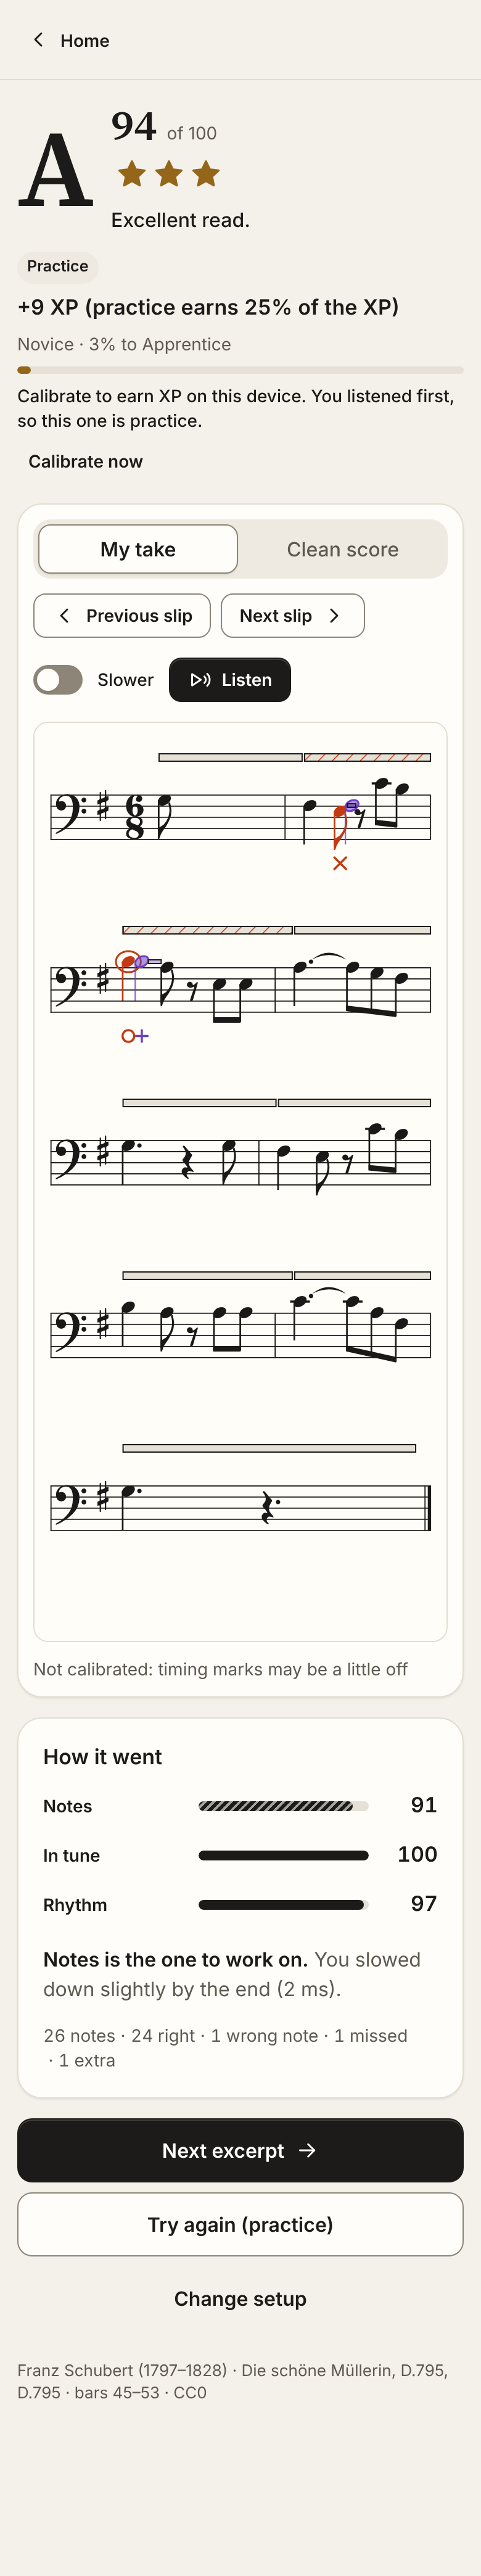 Home
A
94 of 100
Excellent read.
Practice
+9 XP (practice earns 25% of the XP)
Novice · 3% to Apprentice
Calibrate to earn XP on this device. You listened first,
so this one is practice.
Calibrate now
My take
Clean score
Previous slip
Next slip
Slower
Listen
6
8
Not calibrated: timing marks may be a little off
How it went
Notes 91
In tune 100
Rhythm 97
Notes is the one to work on. You slowed
down slightly by the end (2 ms).
26 notes · 24 right · 1 wrong note · 1 missed
· 1 extra
Next excerpt
Try again (practice)
Change setup
Franz Schubert (1797–1828) · Die schöne Müllerin, D.795,
D.795 · bars 45–53 · CC0